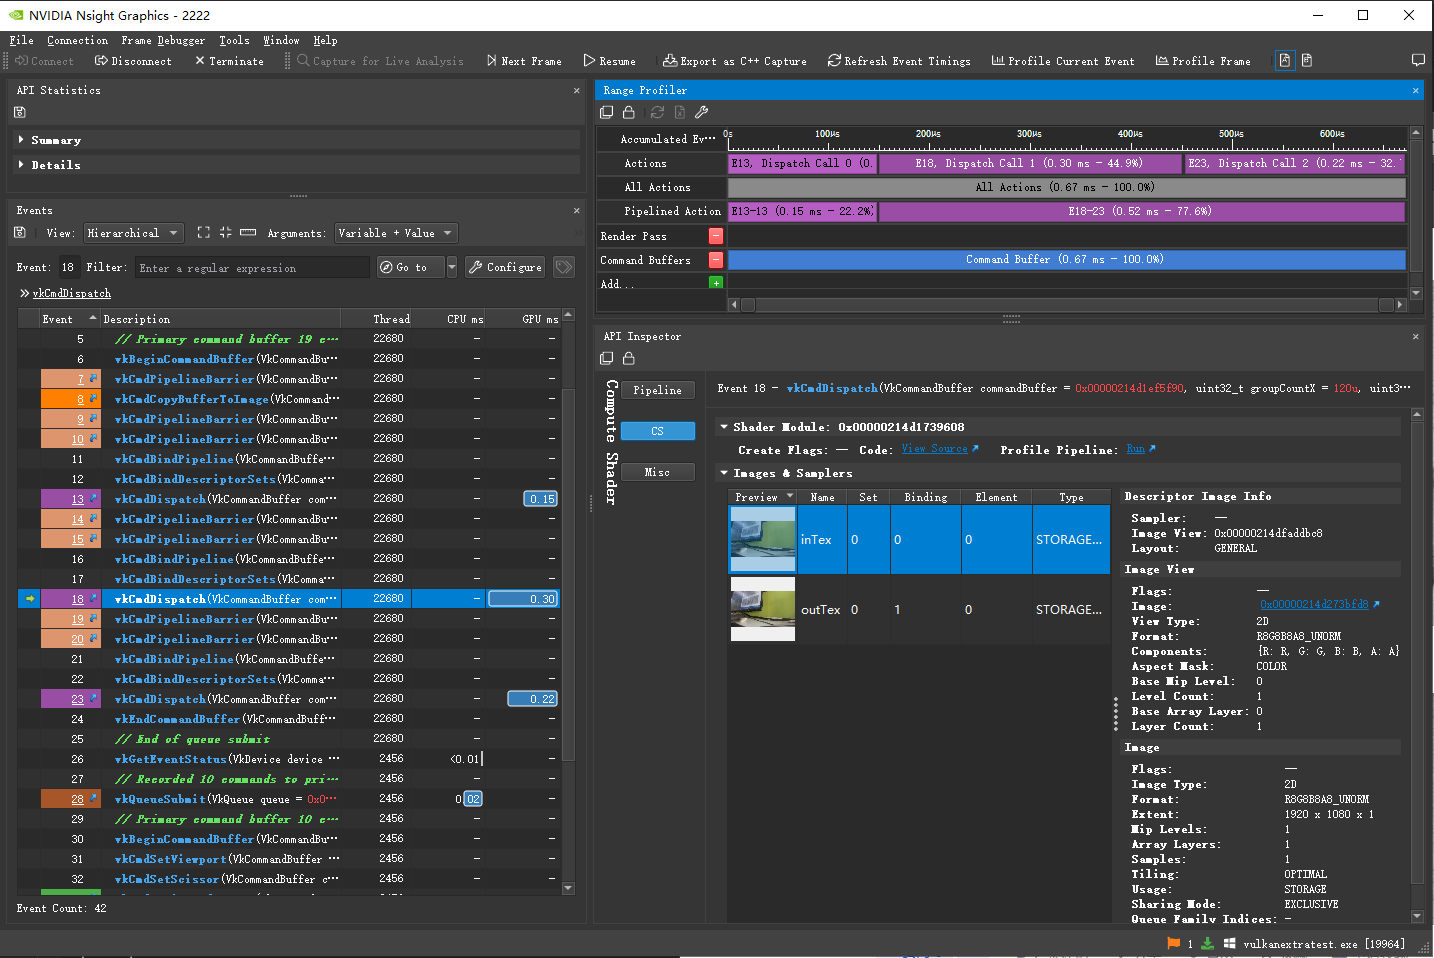 NVIDIA Nsight Graphics - 2222
File Connection Frame Debugger Tools Window Help
Connect Disconnect Terminate Capture for Live Analysis Next Frame Resume Export as C++ Capture Refresh Event Timings Profile Current Event Profile Frame
API Statistics
Summary
Details
Events
View: Hierarchical Arguments: Variable + Value
Event: 18 Filter: Enter a regular expression Go to Configure
vkCmdDispatch
Event Description Thread CPU ms GPU ms
5 // Primary command buffer 19 c··· 22680 — —
6 vkBeginCommandBuffer(VkCommandBu··· 22680 — —
7 vkCmdPipelineBarrier(VkCommandBu··· 22680 — —
8 vkCmdCopyBufferToImage(VkCommand··· 22680 — —
9 vkCmdPipelineBarrier(VkCommandBu··· 22680 — —
10 vkCmdPipelineBarrier(VkCommandBu··· 22680 — —
11 vkCmdBindPipeline(VkCommandBuffe··· 22680 — —
12 vkCmdBindDescriptorSets(VkComma··· 22680 — —
13 vkCmdDispatch(VkCommandBuffer com··· 22680 — 0.15
14 vkCmdPipelineBarrier(VkCommandBu··· 22680 — —
15 vkCmdPipelineBarrier(VkCommandBu··· 22680 — —
16 vkCmdBindPipeline(VkCommandBuffe··· 22680 — —
17 vkCmdBindDescriptorSets(VkComma··· 22680 — —
18 vkCmdDispatch(VkCommandBuffer com··· 22680 — 0.30
19 vkCmdPipelineBarrier(VkCommandBu··· 22680 — —
20 vkCmdPipelineBarrier(VkCommandBu··· 22680 — —
21 vkCmdBindPipeline(VkCommandBuffe··· 22680 — —
22 vkCmdBindDescriptorSets(VkComma··· 22680 — —
23 vkCmdDispatch(VkCommandBuffer com··· 22680 — 0.22
24 vkEndCommandBuffer(VkCommandBuff··· 22680 — —
25 // End of queue submit 22680 — —
26 vkGetEventStatus(VkDevice device ··· 2456 <0.01 —
27 // Recorded 10 commands to pri··· 2456 — —
28 vkQueueSubmit(VkQueue queue = 0x0··· 2456 0.02 —
29 // Primary command buffer 10 c··· 2456 — —
30 vkBeginCommandBuffer(VkCommandBu··· 2456 — —
31 vkCmdSetViewport(VkCommandBuffer ··· 2456 — —
32 vkCmdSetScissor(VkCommandBuffer c··· 2456 — —
Event Count: 42
Range Profiler
Accumulated Ev··· 0s 100µs 200µs 300µs 400µs 500µs 600µs
Actions E13, Dispatch Call 0 (0. E18, Dispatch Call 1 (0.30 ms - 44.9%) E23, Dispatch Call 2 (0.22 ms - 32.
All Actions All Actions (0.67 ms - 100.0%)
Pipelined Action E13-13 (0.15 ms - 22.2%) E18-23 (0.52 ms - 77.6%)
Render Pass
Command Buffers Command Buffer (0.67 ms - 100.0%)
Add...
API Inspector
Compute Shader
Pipeline
CS
Misc
Event 18 - vkCmdDispatch(VkCommandBuffer commandBuffer = 0x00000214d1ef5f90, uint32_t groupCountX = 120u, uint3···
Shader Module: 0x00000214d1739608
Create Flags: — Code: View Source Profile Pipeline: Run
Images & Samplers
Preview Name Set Binding Element Type
inTex 0 0 0 STORAGE...
outTex 0 1 0 STORAGE...
Descriptor Image Info
Sampler: —
Image View: 0x00000214dfaddbc8
Layout: GENERAL
Image View
Flags: —
Image: 0x00000214d273bfd8
View Type: 2D
Format: R8G8B8A8_UNORM
Components: {R: R, G: G, B: B, A: A}
Aspect Mask: COLOR
Base Mip Level: 0
Level Count: 1
Base Array Layer: 0
Layer Count: 1
Image
Flags: —
Image Type: 2D
Format: R8G8B8A8_UNORM
Extent: 1920 x 1080 x 1
Mip Levels: 1
Array Layers: 1
Samples: 1
Tiling: OPTIMAL
Usage: STORAGE
Sharing Mode: EXCLUSIVE
Queue Family Indices: —
1 vulkanextratest.exe [19964]